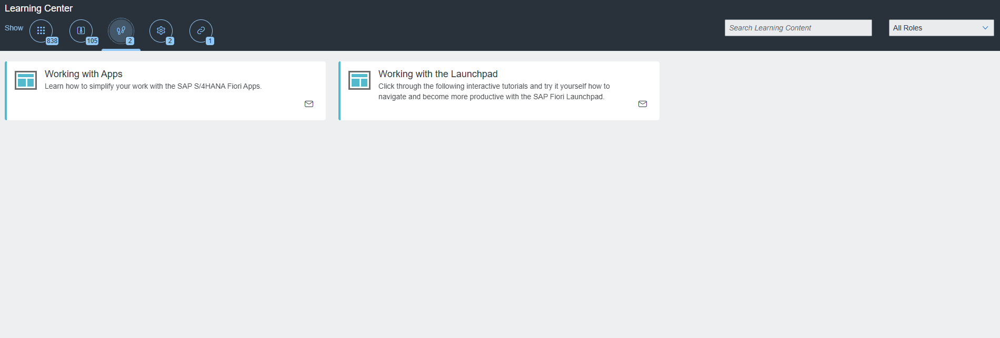 Learning Center
Show
838
105
2
2
1
Search Learning Content
All Roles
Working with Apps
Learn how to simplify your work with the SAP S/4HANA Fiori Apps.
Working with the Launchpad
Click through the following interactive tutorials and try it yourself how to
navigate and become more productive with the SAP Fiori Launchpad.